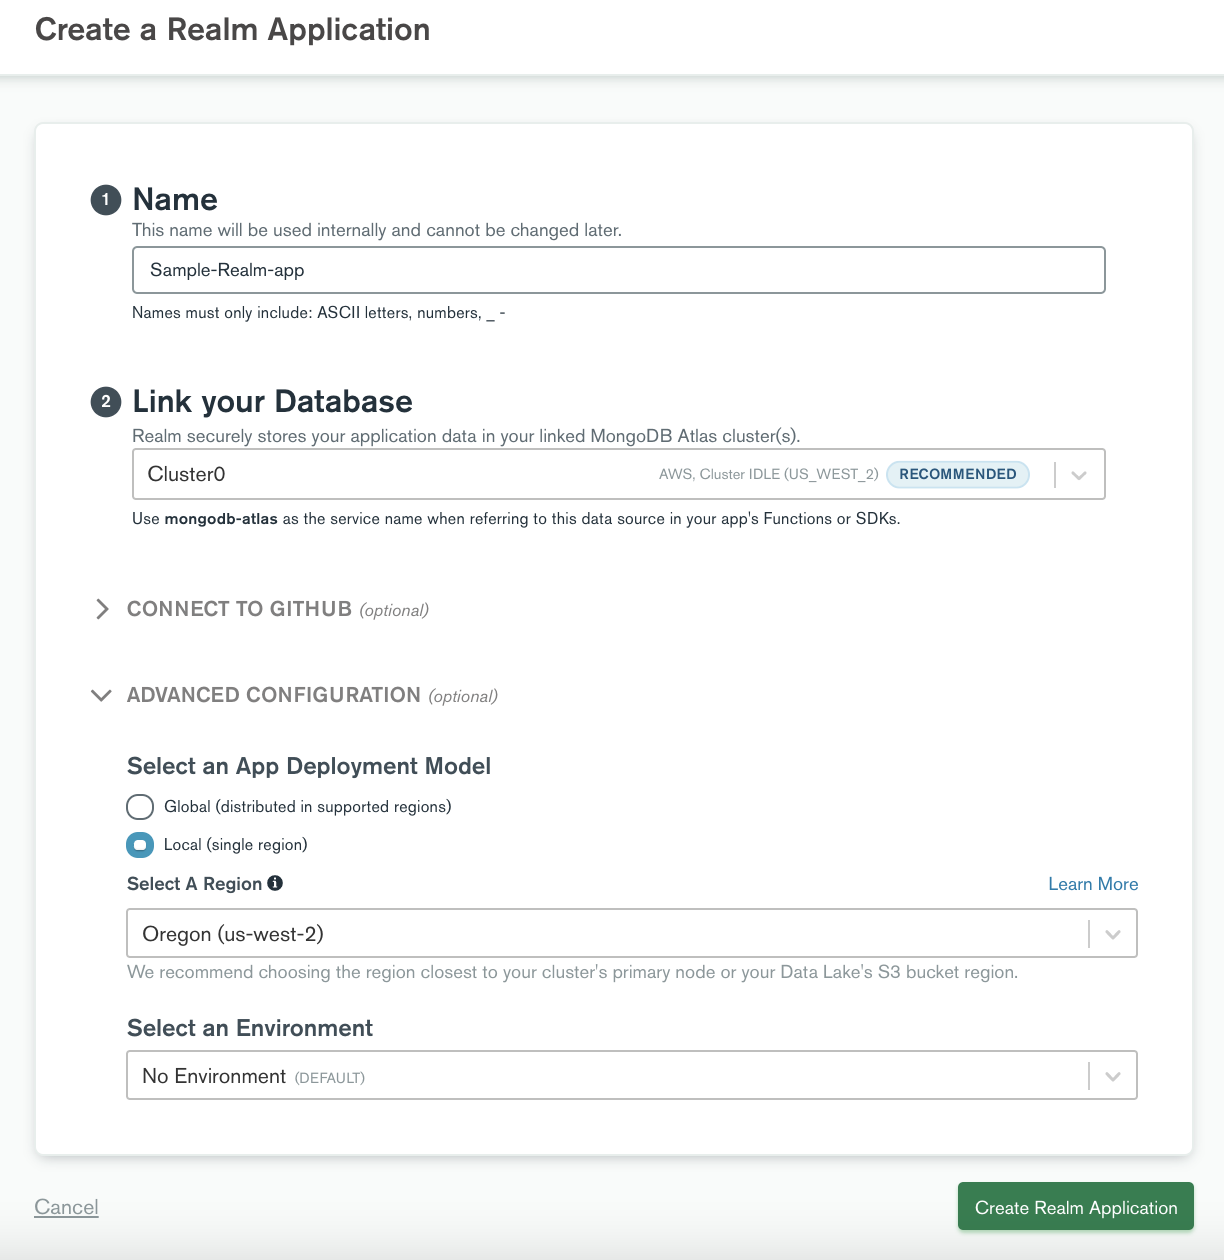 Create a Realm Application
1 Name
This name will be used internally and cannot be changed later.
Sample-Realm-app
Names must only include: ASCII letters, numbers, _ -
2 Link your Database
Realm securely stores your application data in your linked MongoDB Atlas cluster(s).
Cluster0 AWS, Cluster IDLE (US_WEST_2) RECOMMENDED
Use mongodb-atlas as the service name when referring to this data source in your app's Functions or SDKs.
CONNECT TO GITHUB (optional)
ADVANCED CONFIGURATION (optional)
Select an App Deployment Model
Global (distributed in supported regions)
Local (single region)
Select A Region Learn More
Oregon (us-west-2)
We recommend choosing the region closest to your cluster's primary node or your Data Lake's S3 bucket region.
Select an Environment
No Environment (DEFAULT)
Cancel Create Realm Application